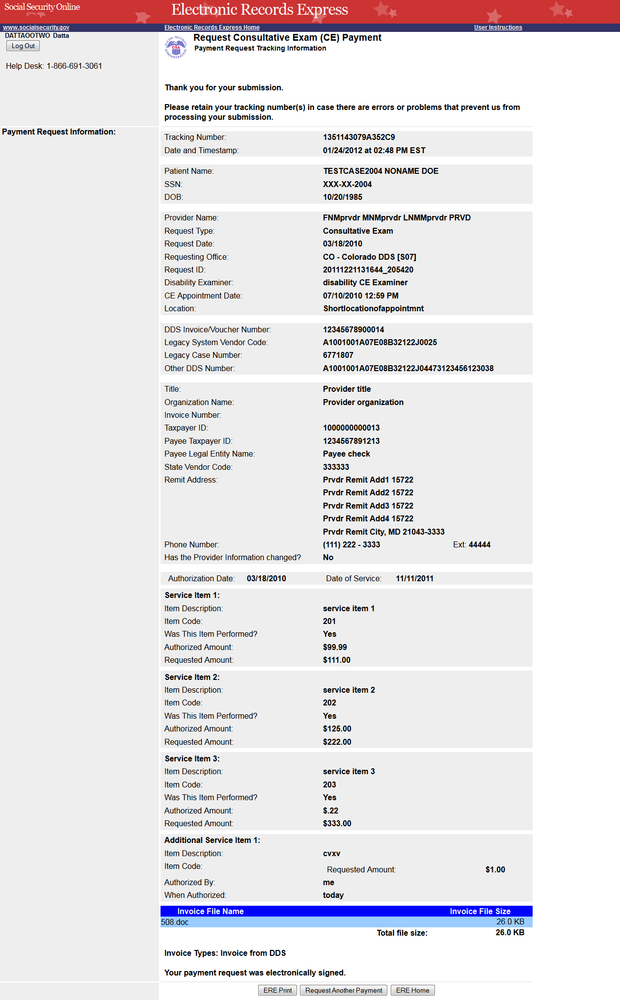 Social Security Online
Electronic Records Express
www.socialsecurity.gov
Electronic Records Express Home
User Instructions
DATTAOOTWO Datta
Log Out
Help Desk: 1-866-691-3061
SOCIAL SECURITY ADMINISTRATION
USA
Request Consultative Exam (CE) Payment
Payment Request Tracking Information
Thank you for your submission.
Please retain your tracking number(s) in case there are errors or problems that prevent us from
processing your submission.
Payment Request Information:
Tracking Number: 1351143079A352C9
Date and Timestamp: 01/24/2012 at 02:48 PM EST
Patient Name: TESTCASE2004 NONAME DOE
SSN: XXX-XX-2004
DOB: 10/20/1985
Provider Name: FNMprvdr MNMprvdr LNMMprvdr PRVD
Request Type: Consultative Exam
Request Date: 03/18/2010
Requesting Office: CO - Colorado DDS [S07]
Request ID: 20111221131644_205420
Disability Examiner: disability CE Examiner
CE Appointment Date: 07/10/2010 12:59 PM
Location: Shortlocationofappointmnt
DDS Invoice/Voucher Number: 12345678900014
Legacy System Vendor Code: A1001001A07E08B32122J0025
Legacy Case Number: 6771807
Other DDS Number: A1001001A07E08B32122J04473123456123038
Title: Provider title
Organization Name: Provider organization
Invoice Number:
Taxpayer ID: 1000000000013
Payee Taxpayer ID: 1234567891213
Payee Legal Entity Name: Payee check
State Vendor Code: 333333
Remit Address: Prvdr Remit Add1 15722
Prvdr Remit Add2 15722
Prvdr Remit Add3 15722
Prvdr Remit Add4 15722
Prvdr Remit City, MD 21043-3333
Phone Number: (111) 222 - 3333 Ext: 44444
Has the Provider Information changed? No
Authorization Date: 03/18/2010 Date of Service: 11/11/2011
Service Item 1:
Item Description: service item 1
Item Code: 201
Was This Item Performed? Yes
Authorized Amount: $99.99
Requested Amount: $111.00
Service Item 2:
Item Description: service item 2
Item Code: 202
Was This Item Performed? Yes
Authorized Amount: $125.00
Requested Amount: $222.00
Service Item 3:
Item Description: service item 3
Item Code: 203
Was This Item Performed? Yes
Authorized Amount: $.22
Requested Amount: $333.00
Additional Service Item 1:
Item Description: cvxv
Item Code: Requested Amount: $1.00
Authorized By: me
When Authorized: today
Invoice File Name Invoice File Size
508.doc 26.0 KB
Total file size: 26.0 KB
Invoice Types: Invoice from DDS
Your payment request was electronically signed.
ERE Print Request Another Payment ERE Home